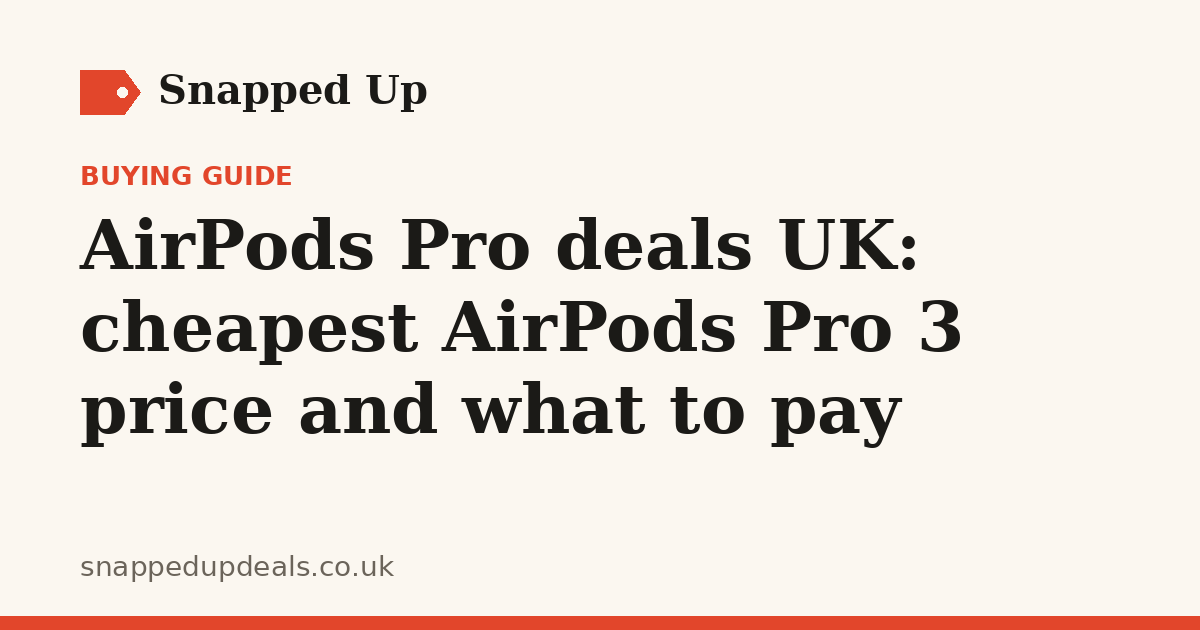 Snapped Up
BUYING GUIDE
AirPods Pro deals UK:
cheapest AirPods Pro 3
price and what to pay
snappedupdeals.co.uk